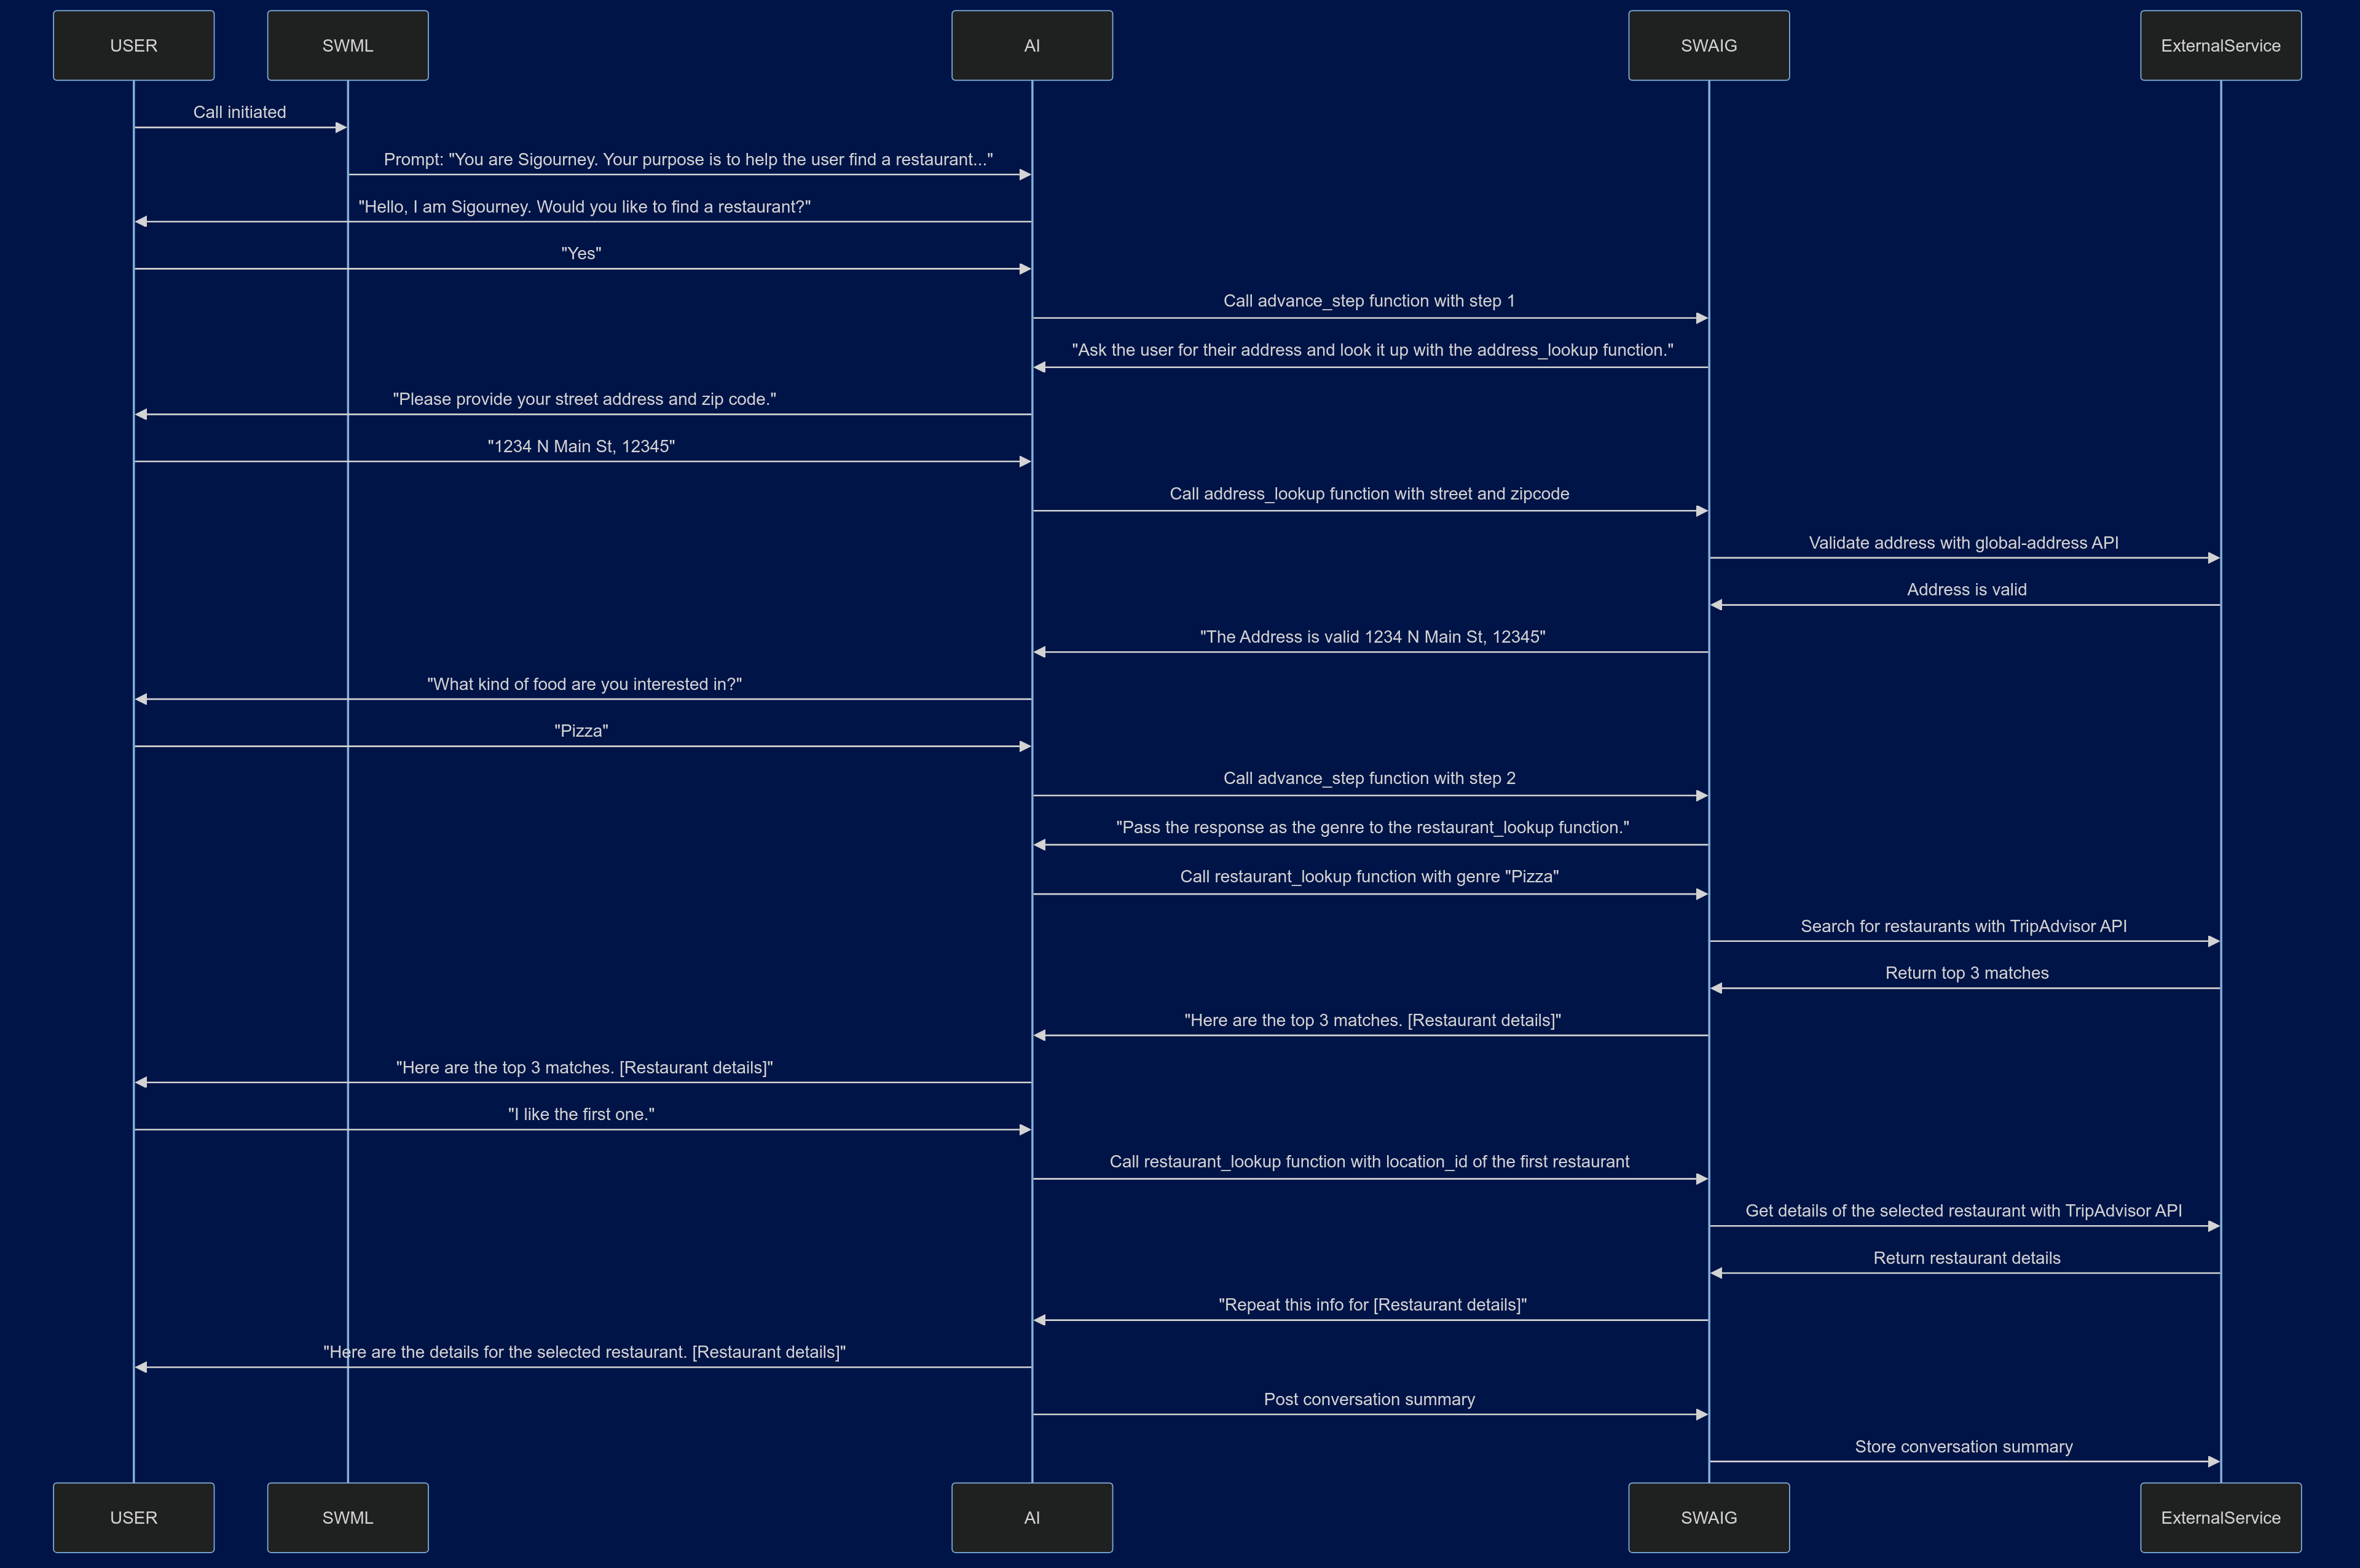 USER
SWML
AI
SWAIG
ExternalService
Call initiated
Prompt: "You are Sigourney. Your purpose is to help the user find a restaurant..."
"Hello, I am Sigourney. Would you like to find a restaurant?"
"Yes"
Call advance_step function with step 1
"Ask the user for their address and look it up with the address_lookup function."
"Please provide your street address and zip code."
"1234 N Main St, 12345"
Call address_lookup function with street and zipcode
Validate address with global-address API
Address is valid
"The Address is valid 1234 N Main St, 12345"
"What kind of food are you interested in?"
"Pizza"
Call advance_step function with step 2
"Pass the response as the genre to the restaurant_lookup function."
Call restaurant_lookup function with genre "Pizza"
Search for restaurants with TripAdvisor API
Return top 3 matches
"Here are the top 3 matches. [Restaurant details]"
"Here are the top 3 matches. [Restaurant details]"
"I like the first one."
Call restaurant_lookup function with location_id of the first restaurant
Get details of the selected restaurant with TripAdvisor API
Return restaurant details
"Repeat this info for [Restaurant details]"
"Here are the details for the selected restaurant. [Restaurant details]"
Post conversation summary
Store conversation summary
USER
SWML
AI
SWAIG
ExternalService